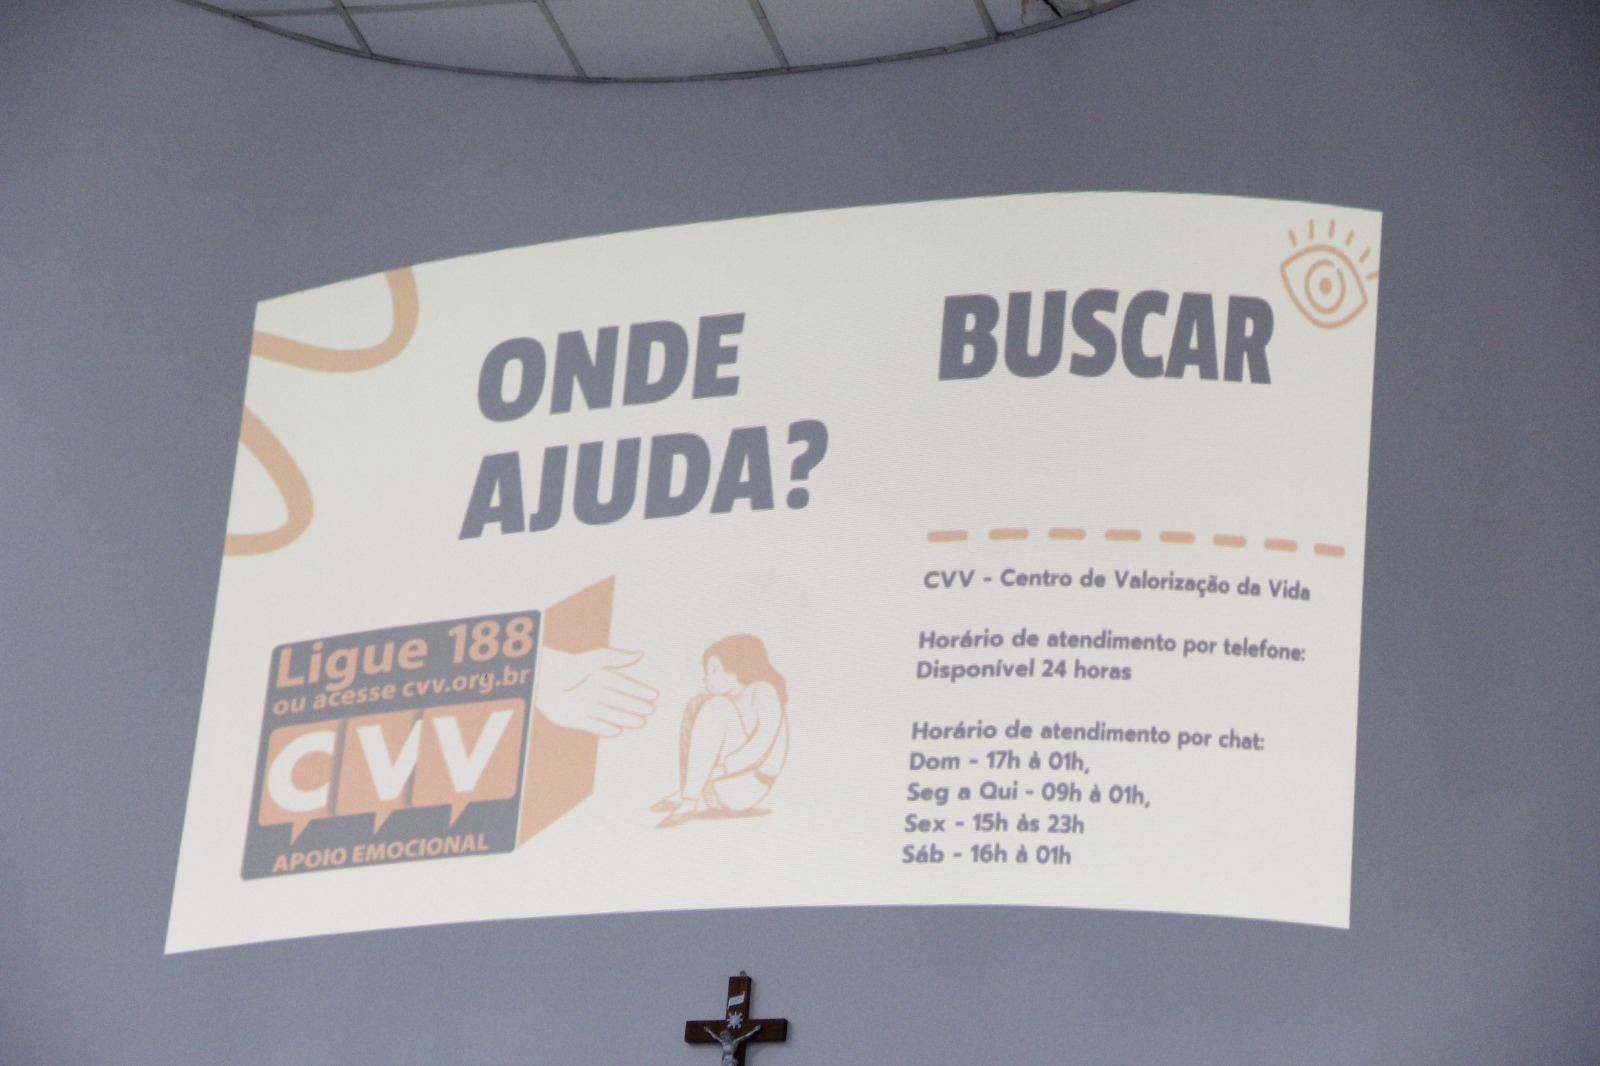 ONDE BUSCAR
AJUDA?
Ligue 188
ou acesse cvv.org.br
CVV
APOIO EMOCIONAL
CVV - Centro de Valorização da Vida
Horário de atendimento por telefone:
Disponível 24 horas
Horário de atendimento por chat:
Dom - 17h à 01h,
Seg a Qui - 09h à 01h,
Sex - 15h às 23h
Sáb - 16h à 01h